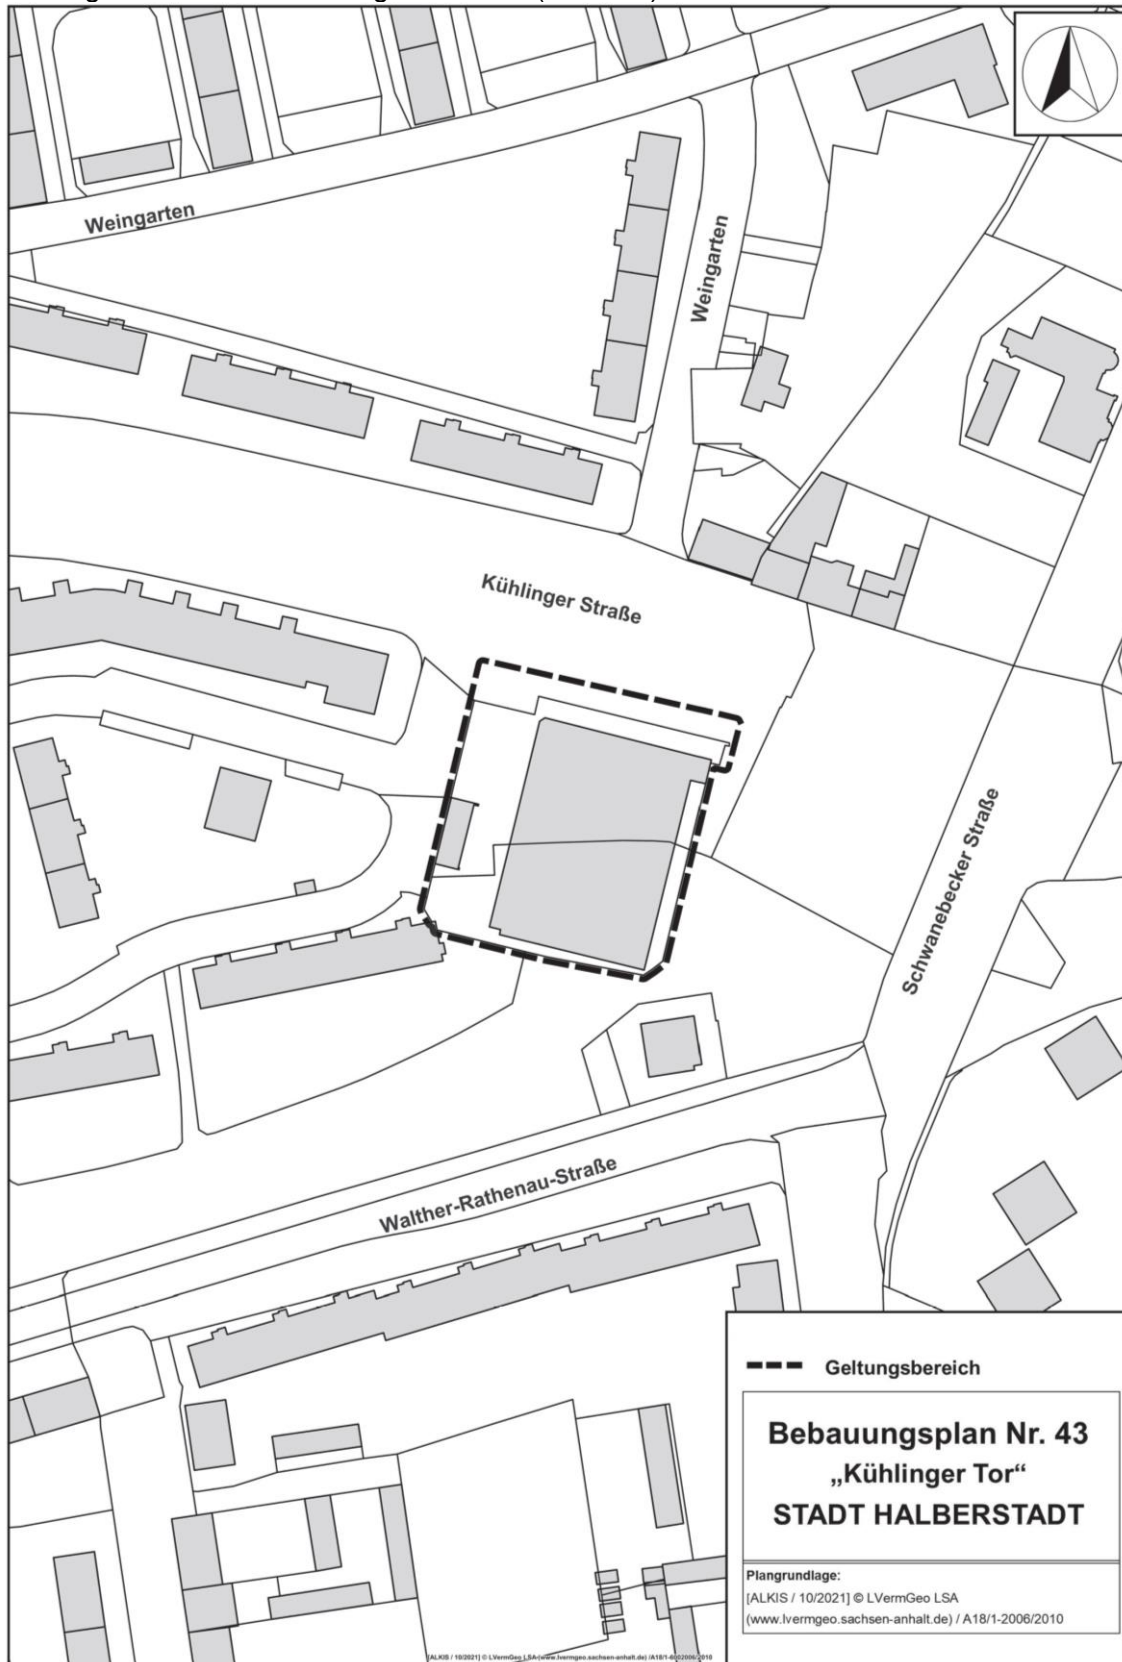 Weingarten
Weingarten
Kühlinger Straße
Schwanebecker Straße
Walther-Rathenau-Straße
Geltungsbereich
Bebauungsplan Nr. 43
„Kühlinger Tor“
STADT HALBERSTADT
Plangrundlage:
[ALKIS / 10/2021] © LVermGeo LSA
(www.lvermgeo.sachsen-anhalt.de) / A18/1-2006/2010